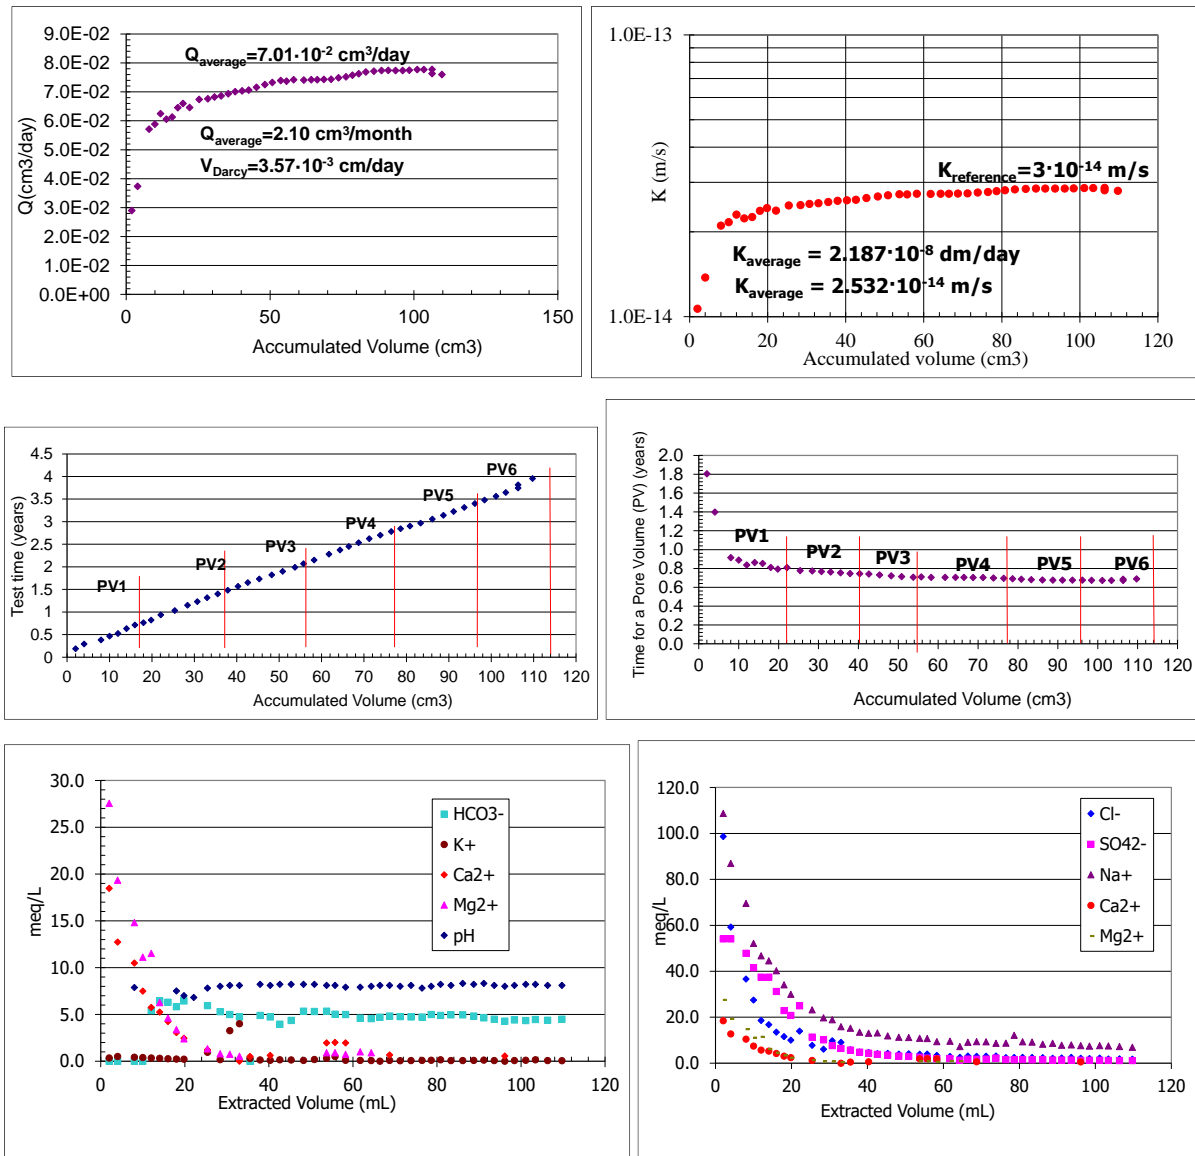 9.0E-02
8.0E-02
7.0E-02
6.0E-02
5.0E-02
4.0E-02
3.0E-02
2.0E-02
1.0E-02
0.0E+00
Q(cm3/day)
Qaverage=7.01·10-2 cm3/day
Qaverage=2.10 cm3/month
VDarcy=3.57·10-3 cm/day
0 50 100 150
Accumulated Volume (cm3)
1.0E-13
1.0E-14
K (m/s)
Kreference=3·10-14 m/s
Kaverage = 2.187·10-8 dm/day
Kaverage = 2.532·10-14 m/s
0 20 40 60 80 100 120
Accumulated volume (cm3)
4.5
4
3.5
3
2.5
2
1.5
1
0.5
0
Test time (years)
PV1
PV2
PV3
PV4
PV5
PV6
0 10 20 30 40 50 60 70 80 90 100 110 120
Accumulated Volume (cm3)
2.0
1.8
1.6
1.4
1.2
1.0
0.8
0.6
0.4
0.2
0.0
Time for a Pore Volume (PV) (years)
PV1 PV2 PV3 PV4 PV5 PV6
0 10 20 30 40 50 60 70 80 90 100 110 120
Accumulated Volume (cm3)
30.0
25.0
20.0
15.0
10.0
5.0
0.0
meq/L
HCO3-
K+
Ca2+
Mg2+
pH
0 20 40 60 80 100 120
Extracted Volume (mL)
120.0
100.0
80.0
60.0
40.0
20.0
0.0
meq/L
Cl-
SO42-
Na+
Ca2+
Mg2+
0 20 40 60 80 100 120
Extracted Volume (mL)